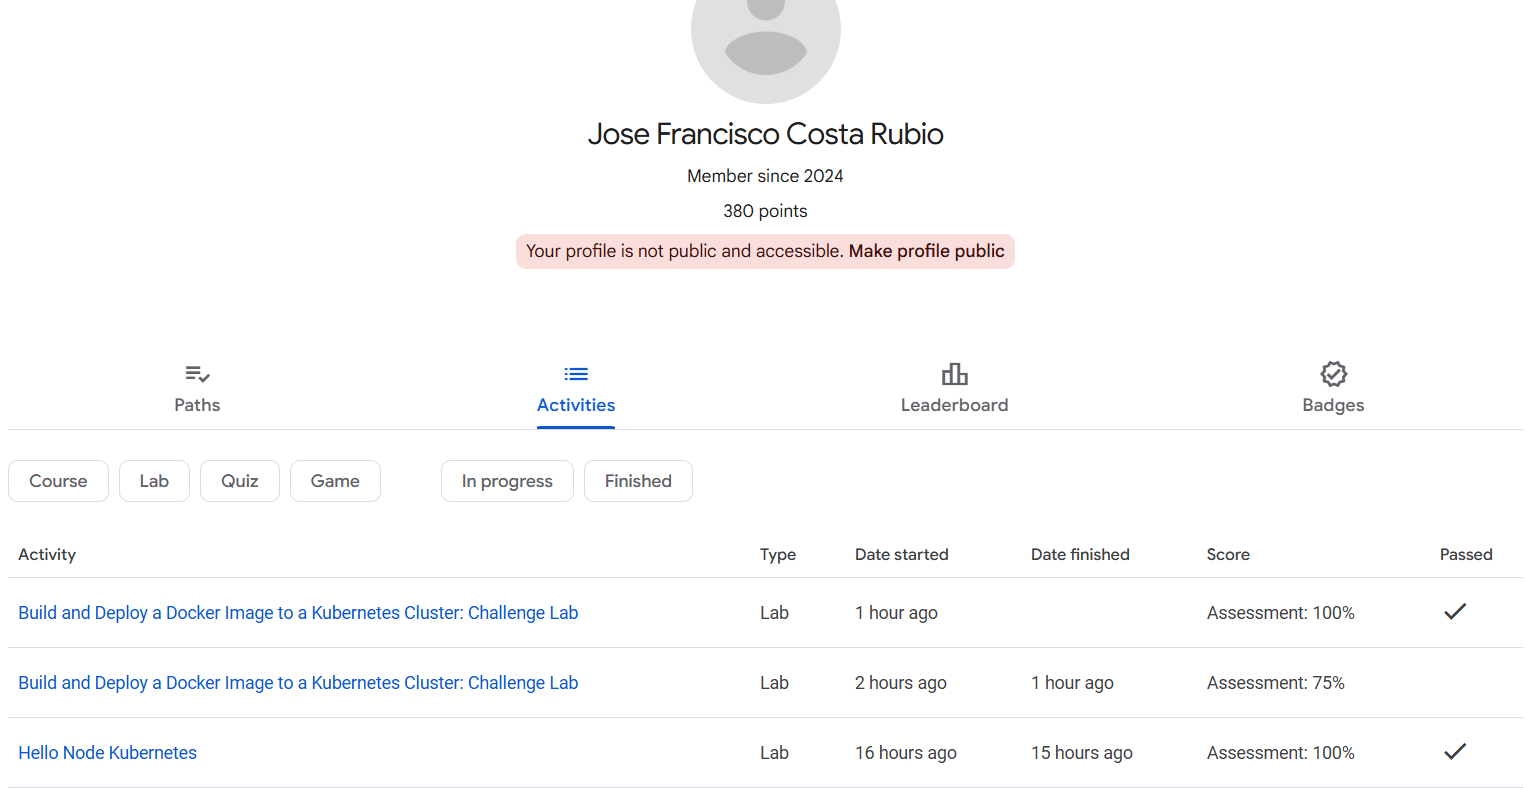 Jose Francisco Costa Rubio
Member since 2024
380 points
Your profile is not public and accessible. Make profile public
Paths Activities Leaderboard Badges
Course Lab Quiz Game In progress Finished
Activity Type Date started Date finished Score Passed
Build and Deploy a Docker Image to a Kubernetes Cluster: Challenge Lab Lab 1 hour ago Assessment: 100%
Build and Deploy a Docker Image to a Kubernetes Cluster: Challenge Lab Lab 2 hours ago 1 hour ago Assessment: 75%
Hello Node Kubernetes Lab 16 hours ago 15 hours ago Assessment: 100%